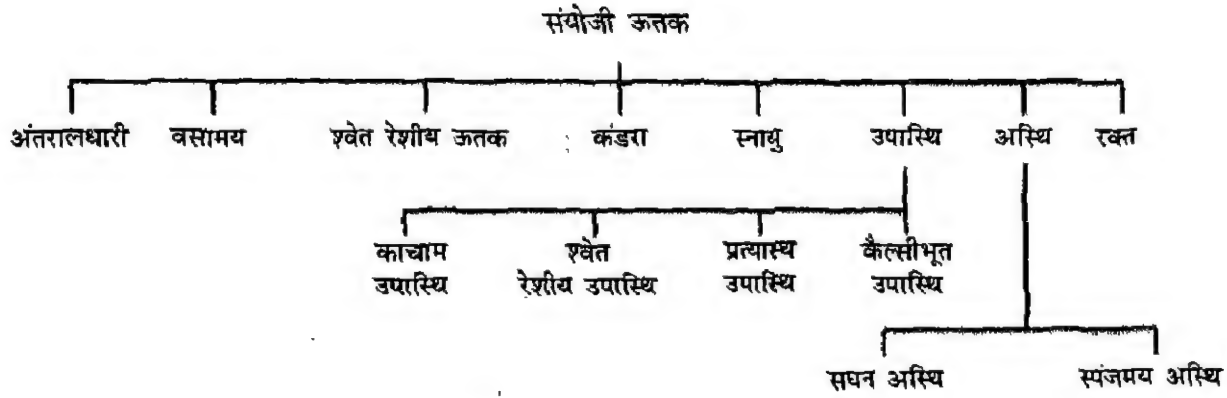 संयोजी ऊतक
अंतरालधारी वसामय श्वेत रेशीय ऊतक कंडरा स्नायु उपास्थि अस्थि रक्त
काचाम श्वेत प्रत्यास्थ कैल्सीभूत
उपास्थि रेशीय उपास्थि उपास्थि उपास्थि
सघन अस्थि स्पंजमय अस्थि